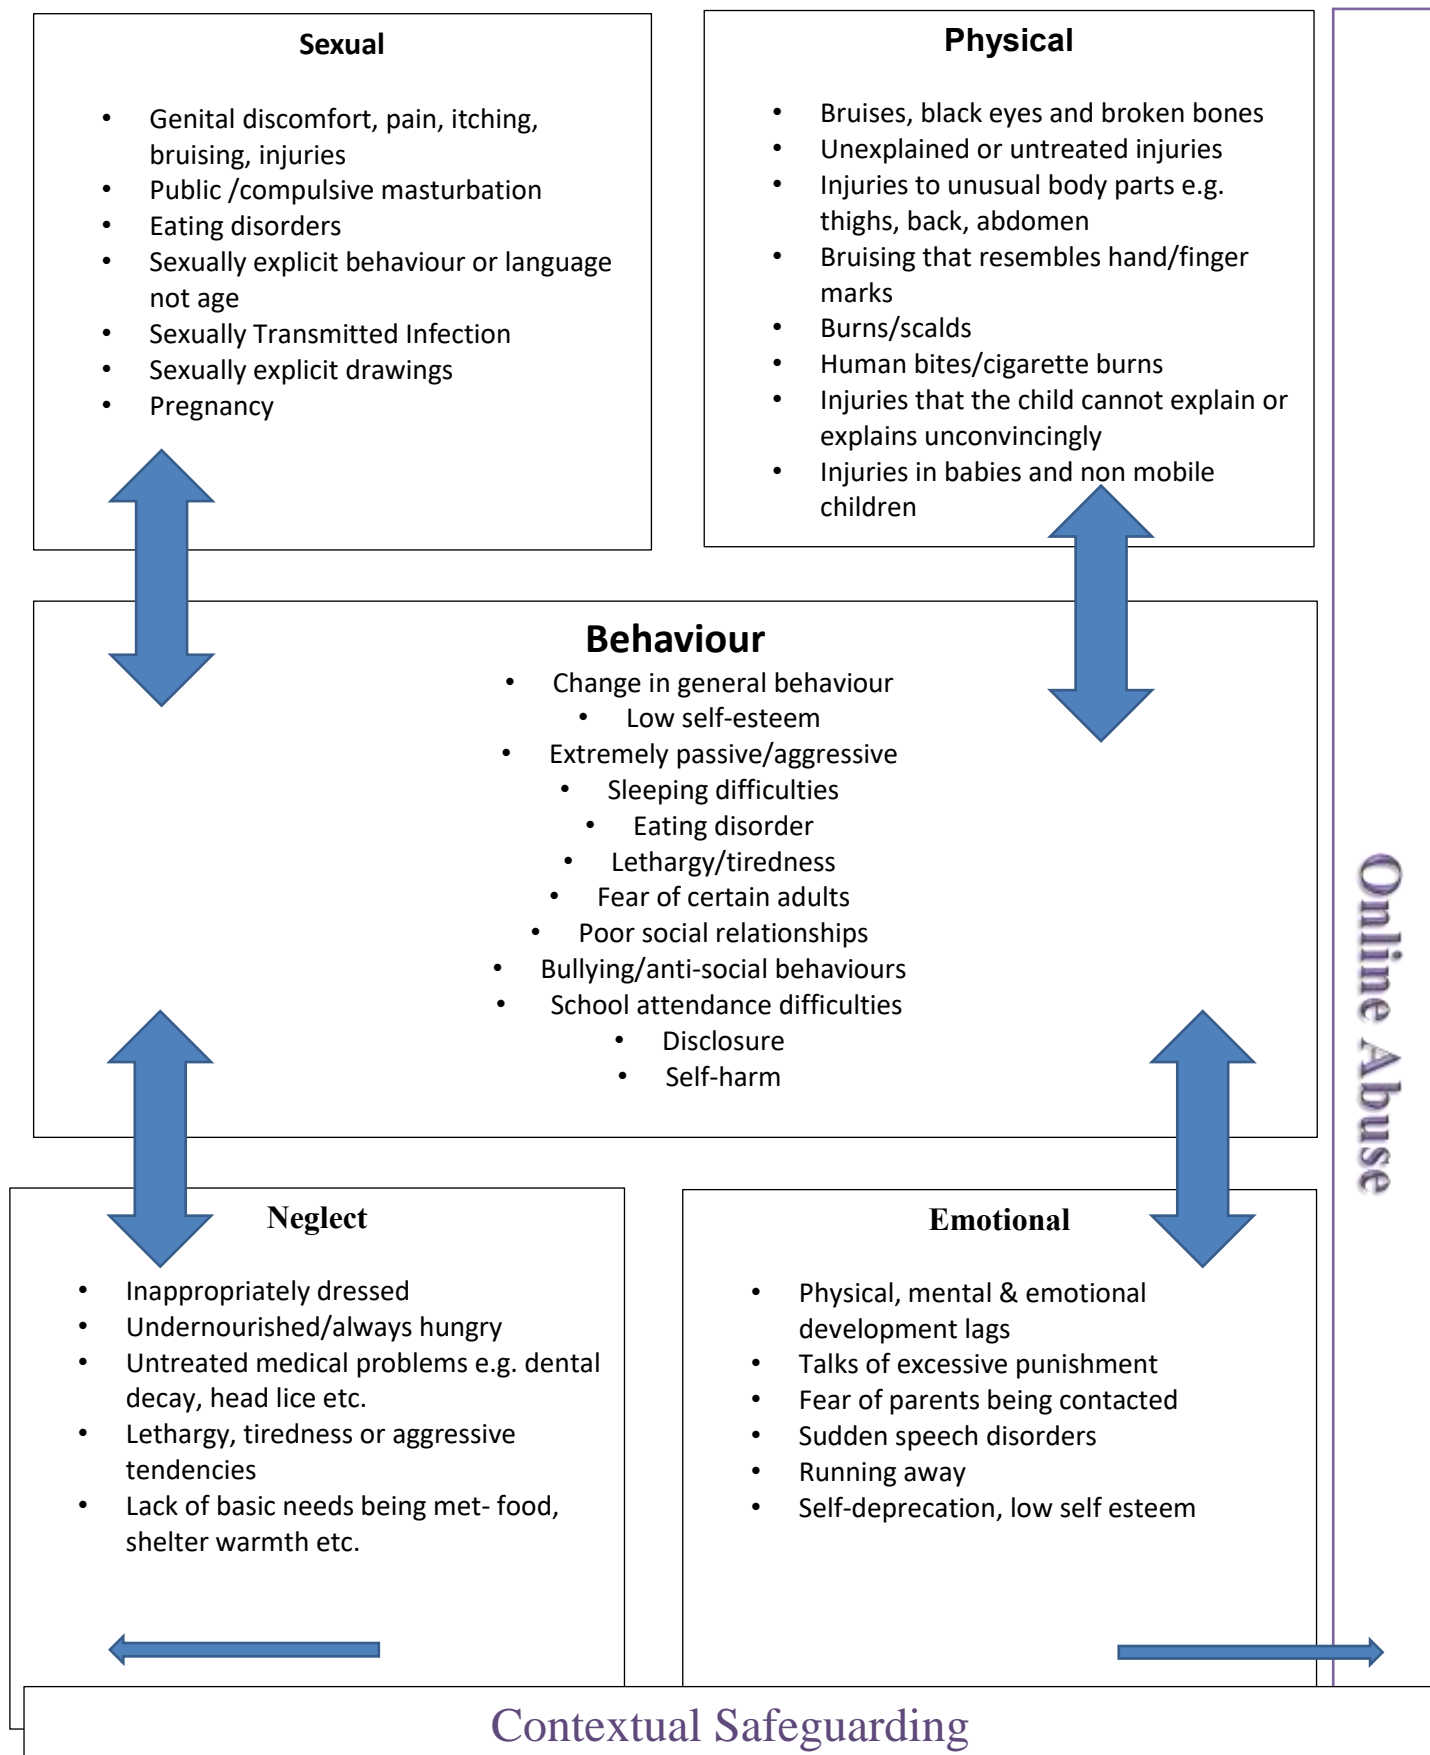 Sexual
• Genital discomfort, pain, itching,
bruising, injuries
• Public /compulsive masturbation
• Eating disorders
• Sexually explicit behaviour or language
not age
• Sexually Transmitted Infection
• Sexually explicit drawings
• Pregnancy
Physical
• Bruises, black eyes and broken bones
• Unexplained or untreated injuries
• Injuries to unusual body parts e.g.
thighs, back, abdomen
• Bruising that resembles hand/finger
marks
• Burns/scalds
• Human bites/cigarette burns
• Injuries that the child cannot explain or
explains unconvincingly
• Injuries in babies and non mobile
children
Behaviour
• Change in general behaviour
• Low self-esteem
• Extremely passive/aggressive
• Sleeping difficulties
• Eating disorder
• Lethargy/tiredness
• Fear of certain adults
• Poor social relationships
• Bullying/anti-social behaviours
• School attendance difficulties
• Disclosure
• Self-harm
Neglect
• Inappropriately dressed
• Undernourished/always hungry
• Untreated medical problems e.g. dental
decay, head lice etc.
• Lethargy, tiredness or aggressive
tendencies
• Lack of basic needs being met- food,
shelter warmth etc.
Emotional
• Physical, mental & emotional
development lags
• Talks of excessive punishment
• Fear of parents being contacted
• Sudden speech disorders
• Running away
• Self-deprecation, low self esteem
Online Abuse
Contextual Safeguarding